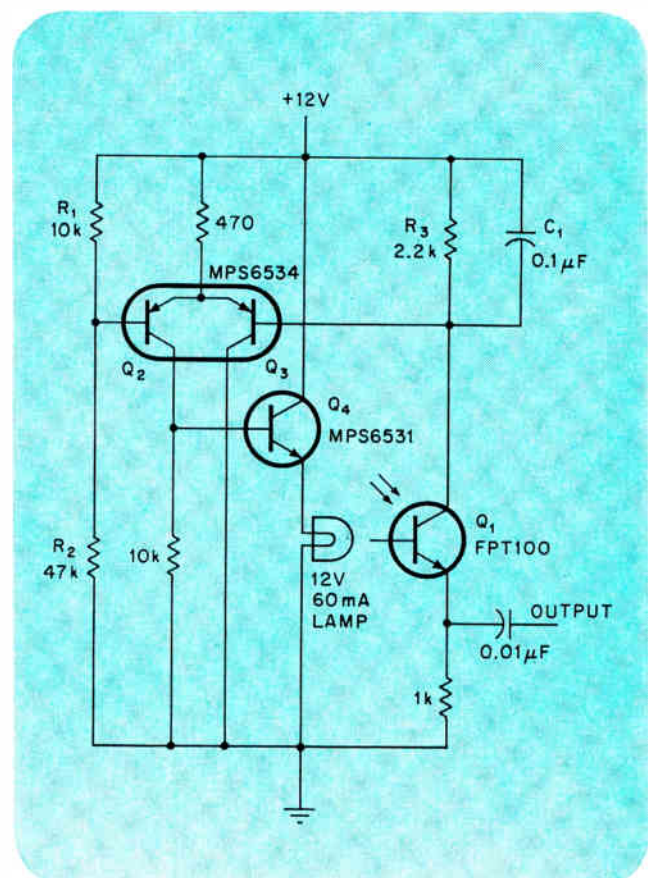 +12V
R1
10k
470
R3
2.2k
C1
0.1μF
MPS6534
Q2
Q3
Q4
MPS6531
R2
47k
10k
12V
60mA
LAMP
Q1
FPT100
OUTPUT
0.01μF
1k